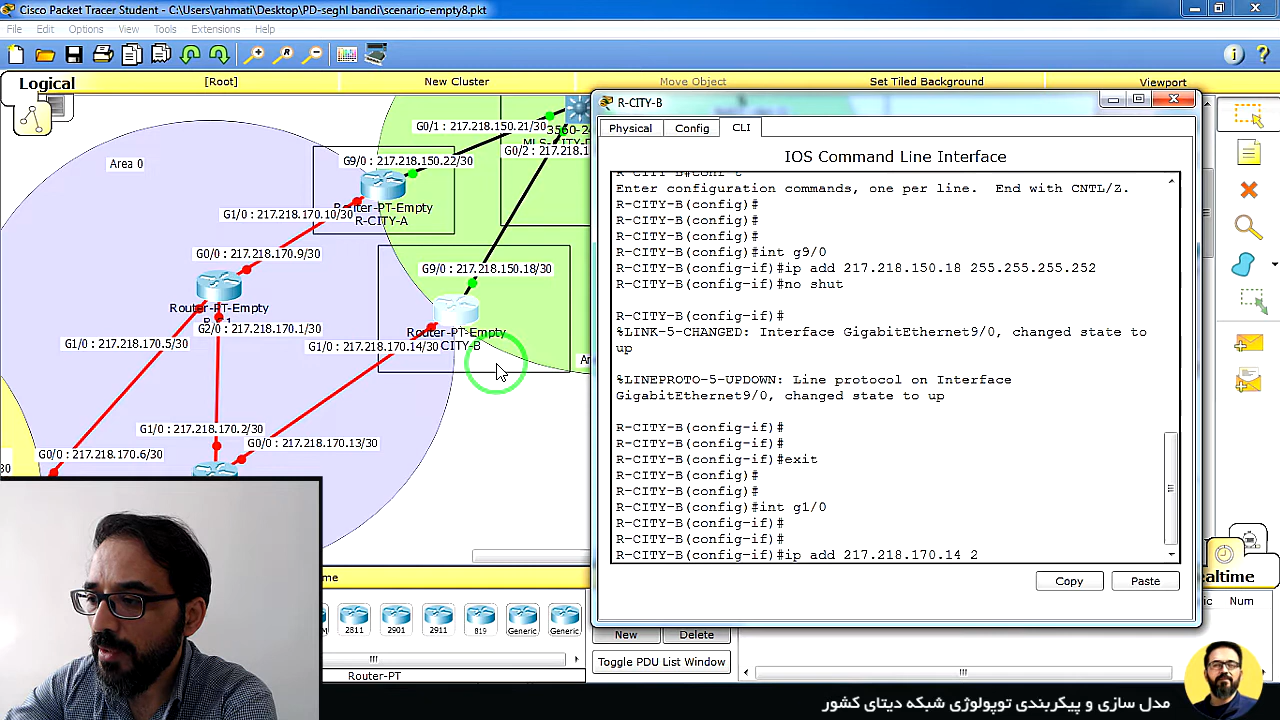 Cisco Packet Tracer Student - C:\Users\rahmati\Desktop\PD-seghl bandi\scenario-empty8.pkt
File Edit Options View Tools Extensions Help
Logical
[Root]
New Cluster
Move Object
Set Tiled Background
Viewport
Area 0
G0/1 : 217.218.150.21/30
3560-24
MLS-CITY-
G0/2 : 217.218.1
G9/0 : 217.218.150.22/30
Router-PT-Empty
R-CITY-A
G1/0 : 217.218.170.10/30
G0/0 : 217.218.170.9/30
G9/0 : 217.218.150.18/30
Router-PT-Empty
G2/0 : 217.218.170.1/30
Router-PT-Empty
CITY-B
G1/0 : 217.218.170.5/30
G1/0 : 217.218.170.14/30
G1/0 : 217.218.170.2/30
G0/0 : 217.218.170.13/30
G0/0 : 217.218.170.6/30
30
R-CITY-B
Physical Config CLI
IOS Command Line Interface
R-CITY-B#conf t
Enter configuration commands, one per line. End with CNTL/Z.
R-CITY-B(config)#
R-CITY-B(config)#
R-CITY-B(config)#
R-CITY-B(config)#int g9/0
R-CITY-B(config-if)#ip add 217.218.150.18 255.255.255.252
R-CITY-B(config-if)#no shut
R-CITY-B(config-if)#
%LINK-5-CHANGED: Interface GigabitEthernet9/0, changed state to
up
%LINEPROTO-5-UPDOWN: Line protocol on Interface
GigabitEthernet9/0, changed state to up
R-CITY-B(config-if)#
R-CITY-B(config-if)#
R-CITY-B(config-if)#exit
R-CITY-B(config)#
R-CITY-B(config)#
R-CITY-B(config)#int g1/0
R-CITY-B(config-if)#
R-CITY-B(config-if)#
R-CITY-B(config-if)#ip add 217.218.170.14 2
Copy Paste
me
ealtime
2811 2901 2911 819 Generic Generic
New Delete
Toggle PDU List Window
Num
Router-PT
مدل سازی و پیکربندی توپولوژی شبکه دیتای کشور